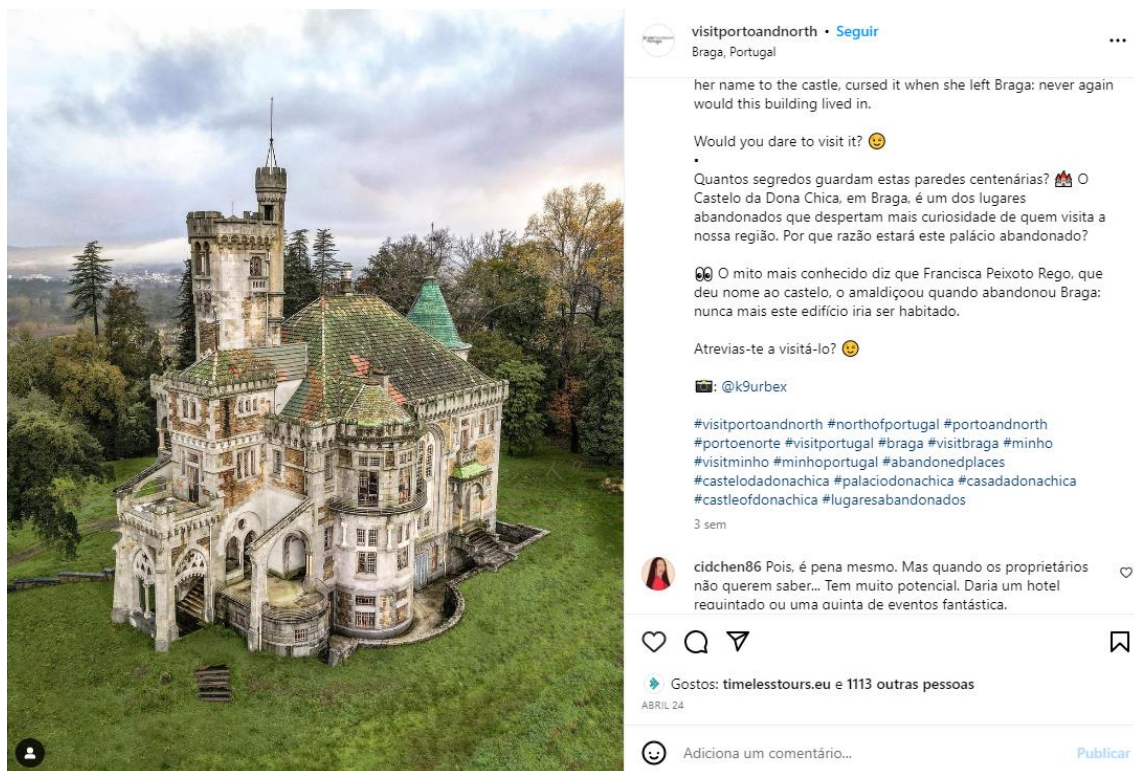 visitportoandnorth • Seguir
Braga, Portugal
her name to the castle, cursed it when she left Braga: never again
would this building lived in.
Would you dare to visit it? 😉
•
Quantos segredos guardam estas paredes centenárias? 🏰 O
Castelo da Dona Chica, em Braga, é um dos lugares
abandonados que despertam mais curiosidade de quem visita a
nossa região. Por que razão estará este palácio abandonado?
👀 O mito mais conhecido diz que Francisca Peixoto Rego, que
deu nome ao castelo, o amaldiçoou quando abandonou Braga:
nunca mais este edifício iria ser habitado.
Atrevias-te a visitá-lo? 😉
📸: @k9urbex
#visitportoandnorth #northofportugal #portoandnorth
#portoenorte #visitportugal #braga #visitbraga #minho
#visitminho #minhoportugal #abandonedplaces
#castelodadonachica #palaciodonachica #casadadonachica
#castleofdonachica #lugaresabandonados
3 sem
cidchen86 Pois, é pena mesmo. Mas quando os proprietários
não querem saber... Tem muito potencial. Daria um hotel
requintado ou uma quinta de eventos fantástica.
Gostos: timelesstours.eu e 1113 outras pessoas
ABRIL 24
Adiciona um comentário...
Publicar